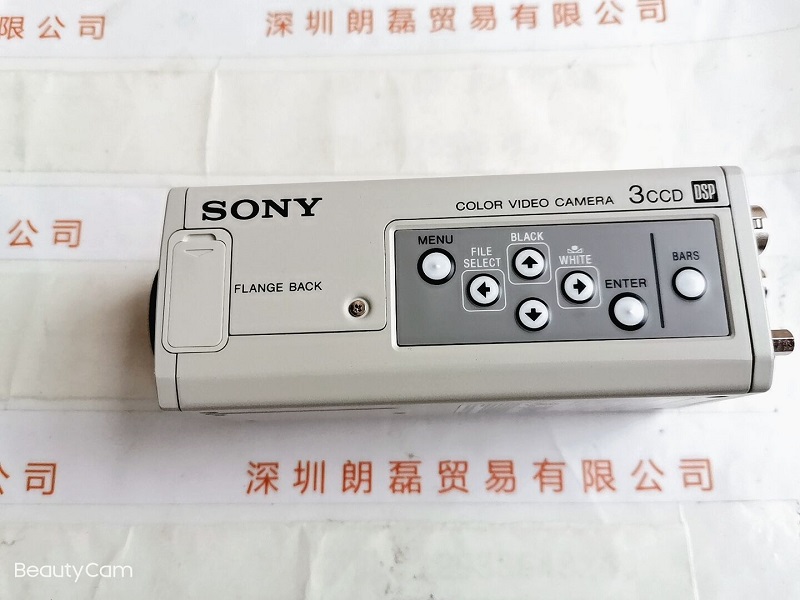 限公司
深圳朗磊贸易有限公司
SONY
COLOR VIDEO CAMERA 3CCD DSP
公司
MENU
BLACK
FILE
SELECT
WHITE
BARS
FLANGE BACK
ENTER
公司
深圳朗磊贸易有限公司
BeautyCam